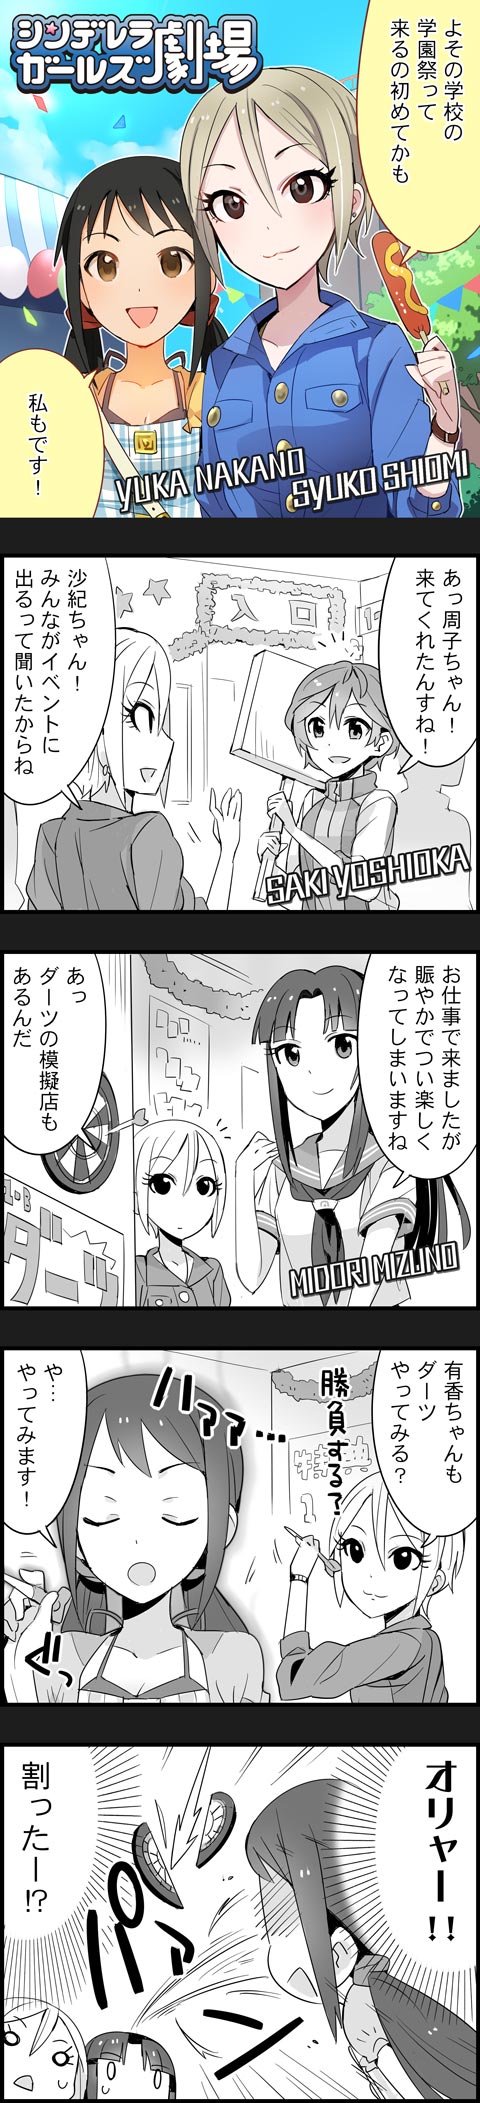 シンデレラ
ガールズ劇場
よその学校の
学園祭って
来るの初めてかも
私もです！
YUKA NAKANO
SYUKO SHIOMI
あっ周子ちゃん！
来てくれたんすね！
入口
沙紀ちゃん！
みんながイベントに
出るって聞いたからね
SAKI YOSHIOKA
お仕事で来ましたが
賑やかでつい楽しく
なってしまいますね
あっ
ダーツの模擬店も
あるんだ
1-B
ダーツ
MIDORI MIZUNO
有香ちゃんも
ダーツ
やってみる？
勝負する？
特典
1
ハァァァ…
や…
やってみます！
ぐっ
オリャー！！
割ったー！？
パァーン